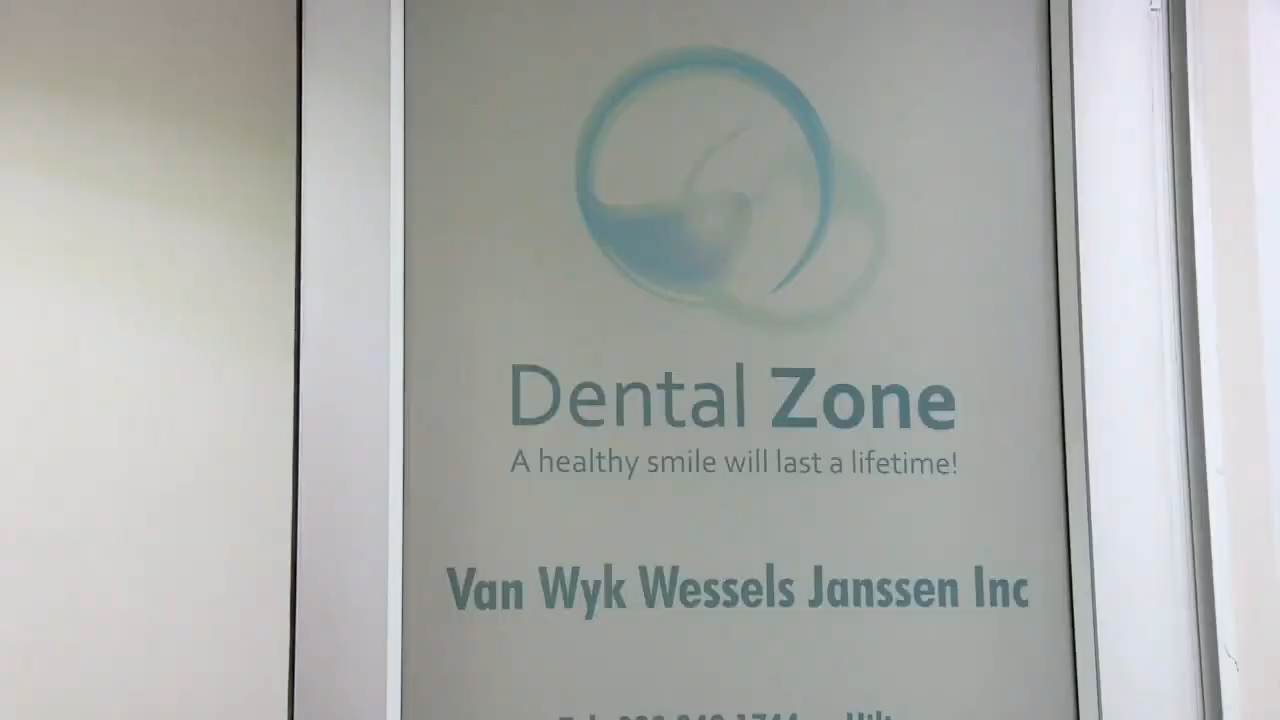 Dental Zone
A healthy smile will last a lifetime!
Van Wyk Wessels Janssen Inc